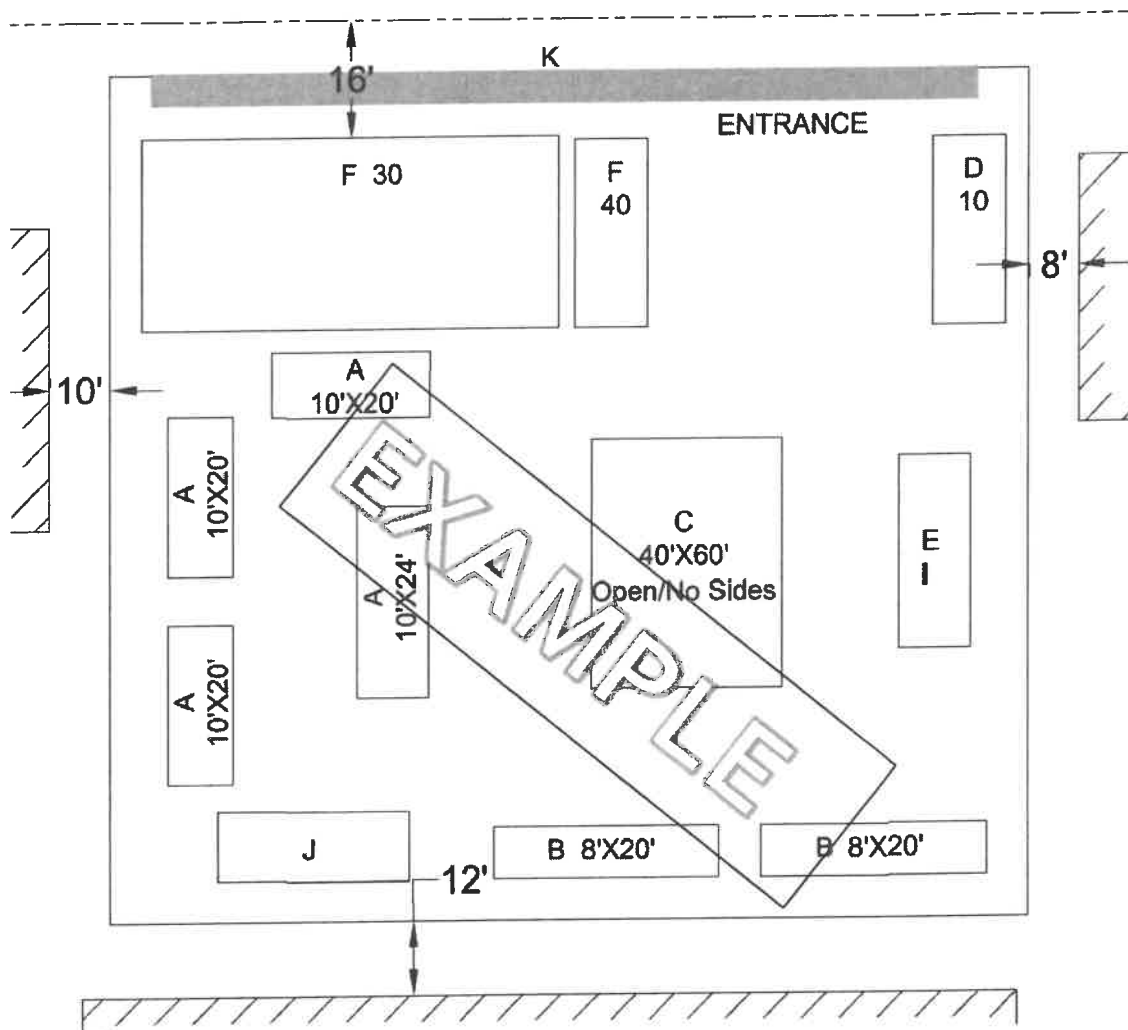 K
16'
ENTRANCE
F 30
F
40
D
10
8'
10'
A
10'X20'
A
10'X20'
EXAMPLE
A
10'X24'
C
40'X60'
Open/No Sides
E
I
A
10'X20'
J
B 8'X20'
B 8'X20'
12'